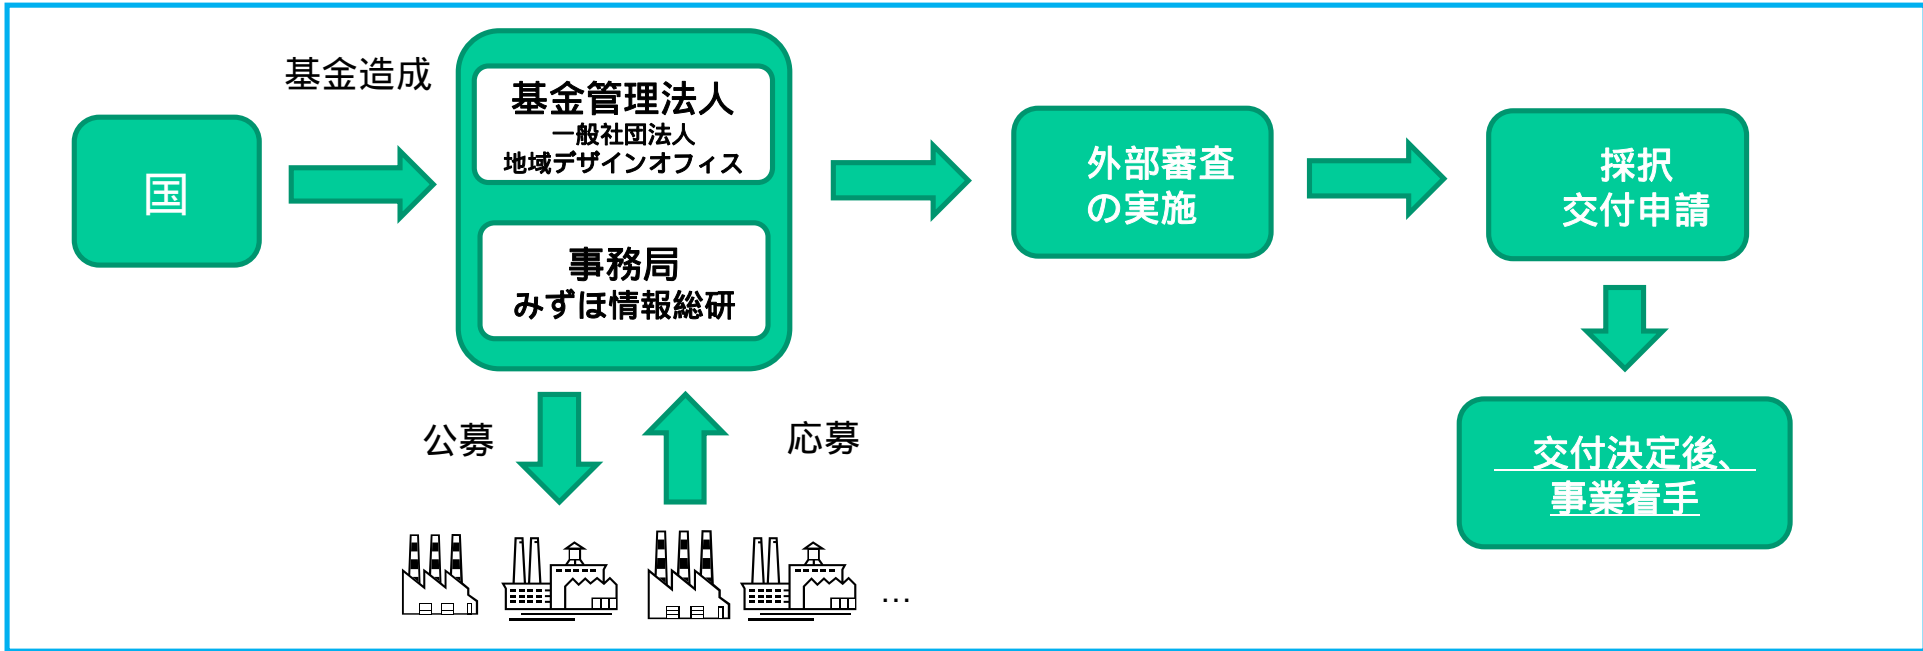 基金造成
国
基金管理法人
一般社団法人
地域デザインオフィス
事務局
みずほ情報総研
公募
応募
…
外部審査
の実施
採択
交付申請
交付決定後、
事業着手